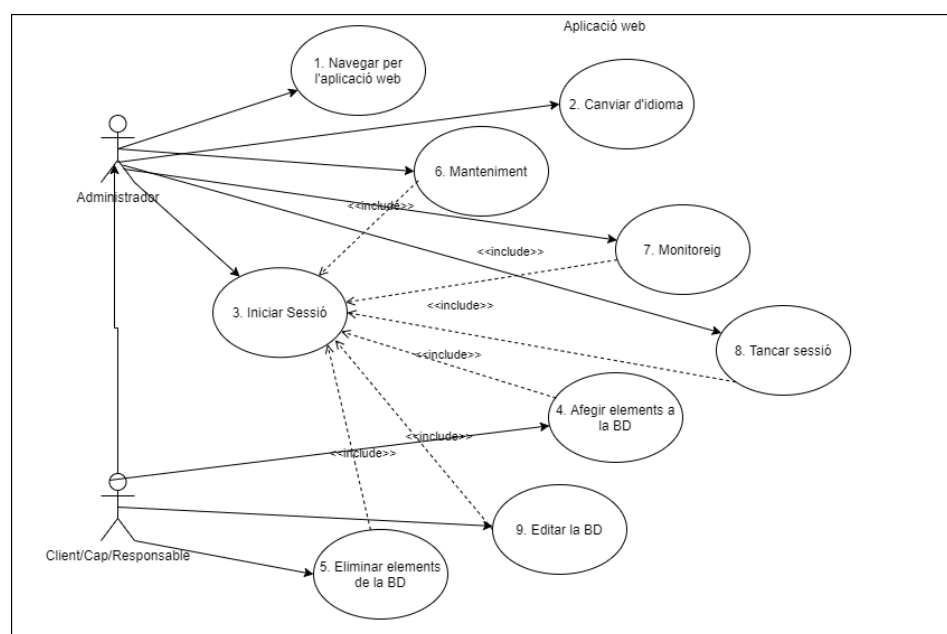 Aplicació web
1. Navegar per
l'aplicació web
2. Canviar d'idioma
6. Manteniment
Administrador
<<include>>
7. Monitoreig
<<include>>
3. Iniciar Sessió
<<include>>
8. Tancar sessió
<<include>>
4. Afegir elements a
la BD
<<include>>
<<include>>
9. Editar la BD
Client/Cap/Responsable
5. Eliminar elements
de la BD